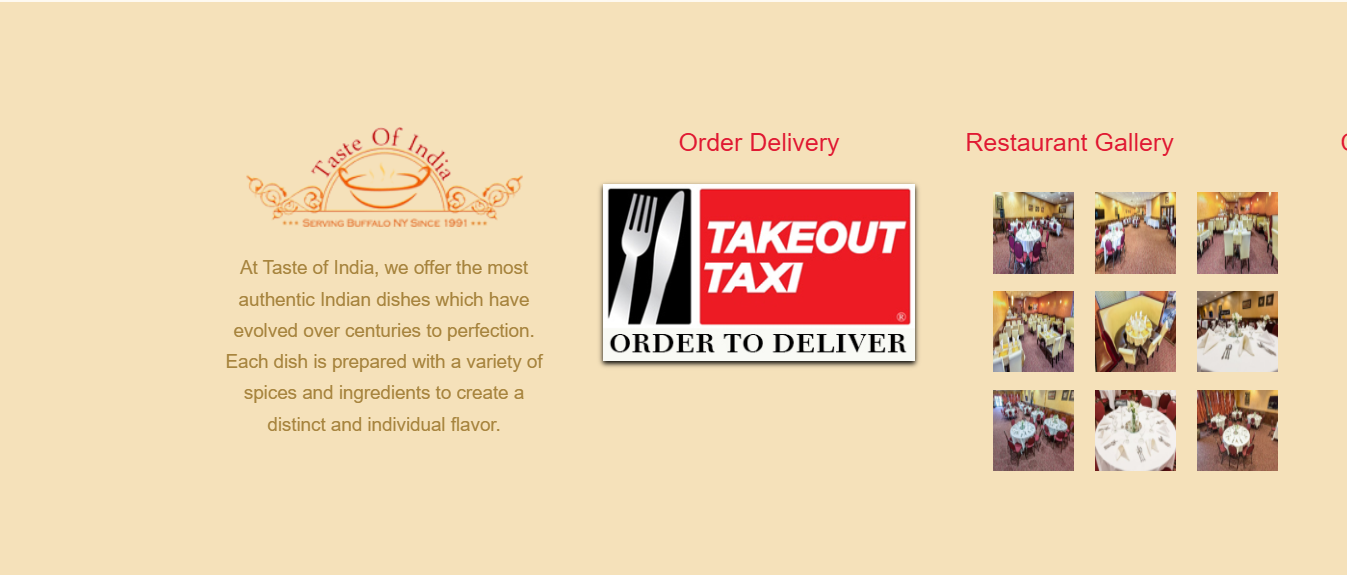 Taste Of India
*** SERVING BUFFALO NY SINCE 1991 ***
At Taste of India, we offer the most
authentic Indian dishes which have
evolved over centuries to perfection.
Each dish is prepared with a variety of
spices and ingredients to create a
distinct and individual flavor.
Order Delivery
TAKEOUT
TAXI
®
ORDER TO DELIVER
Restaurant Gallery